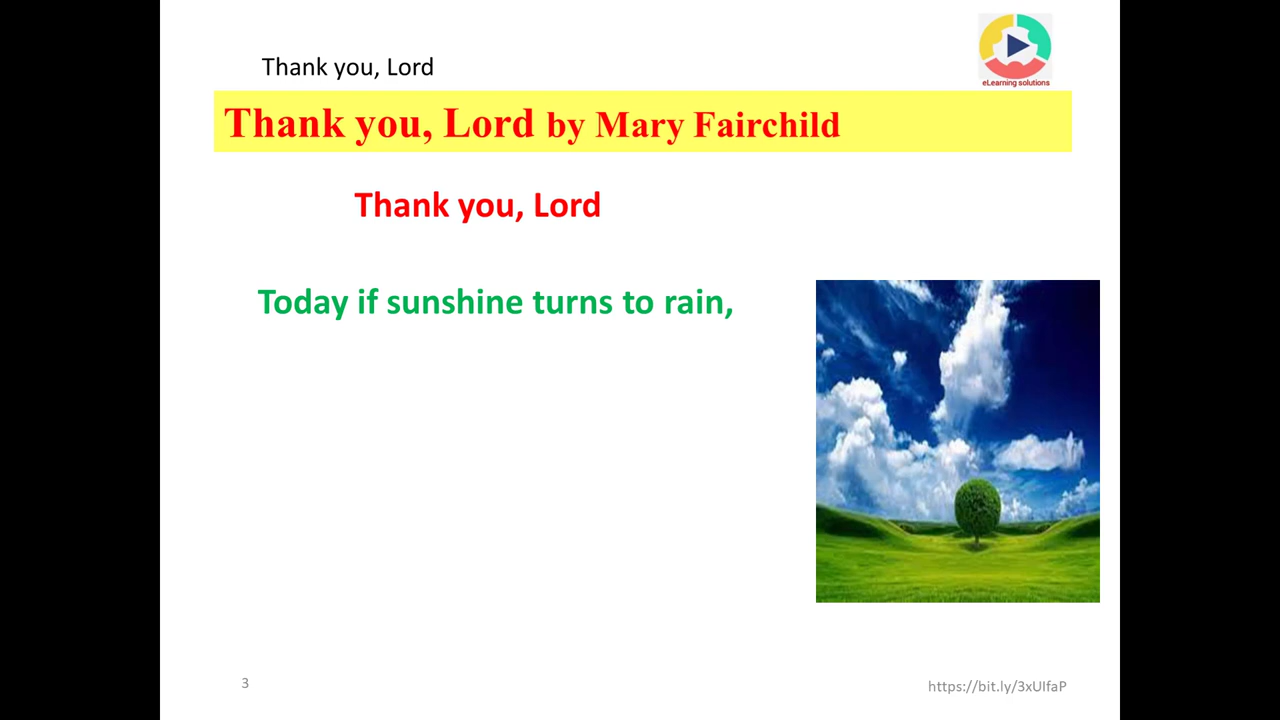 Thank you, Lord
eLearning solutions
Thank you, Lord by Mary Fairchild
Thank you, Lord
Today if sunshine turns to rain,
3
https://bit.ly/3xUIfaP